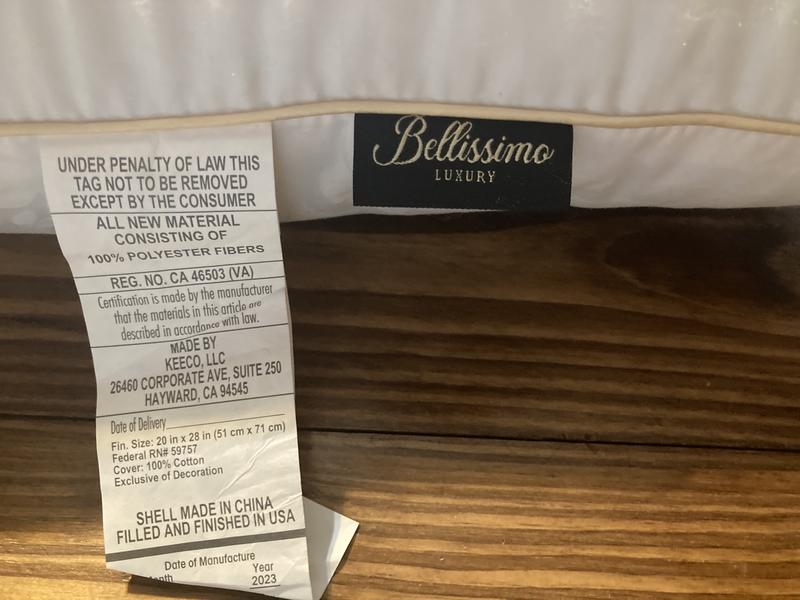 Bellissimo
LUXURY
UNDER PENALTY OF LAW THIS
TAG NOT TO BE REMOVED
EXCEPT BY THE CONSUMER
ALL NEW MATERIAL
CONSISTING OF
100% POLYESTER FIBERS
REG. NO. CA 46503 (VA)
Certification is made by the manufacturer
that the materials in this article are
described in accordance with law.
MADE BY
KEECO, LLC
26460 CORPORATE AVE, SUITE 250
HAYWARD, CA 94545
Date of Delivery
Fin. Size: 20 in x 28 in (51 cm x 71 cm)
Federal RN# 59757
Cover: 100% Cotton
Exclusive of Decoration
SHELL MADE IN CHINA
FILLED AND FINISHED IN USA
Date of Manufacture
Year
2023